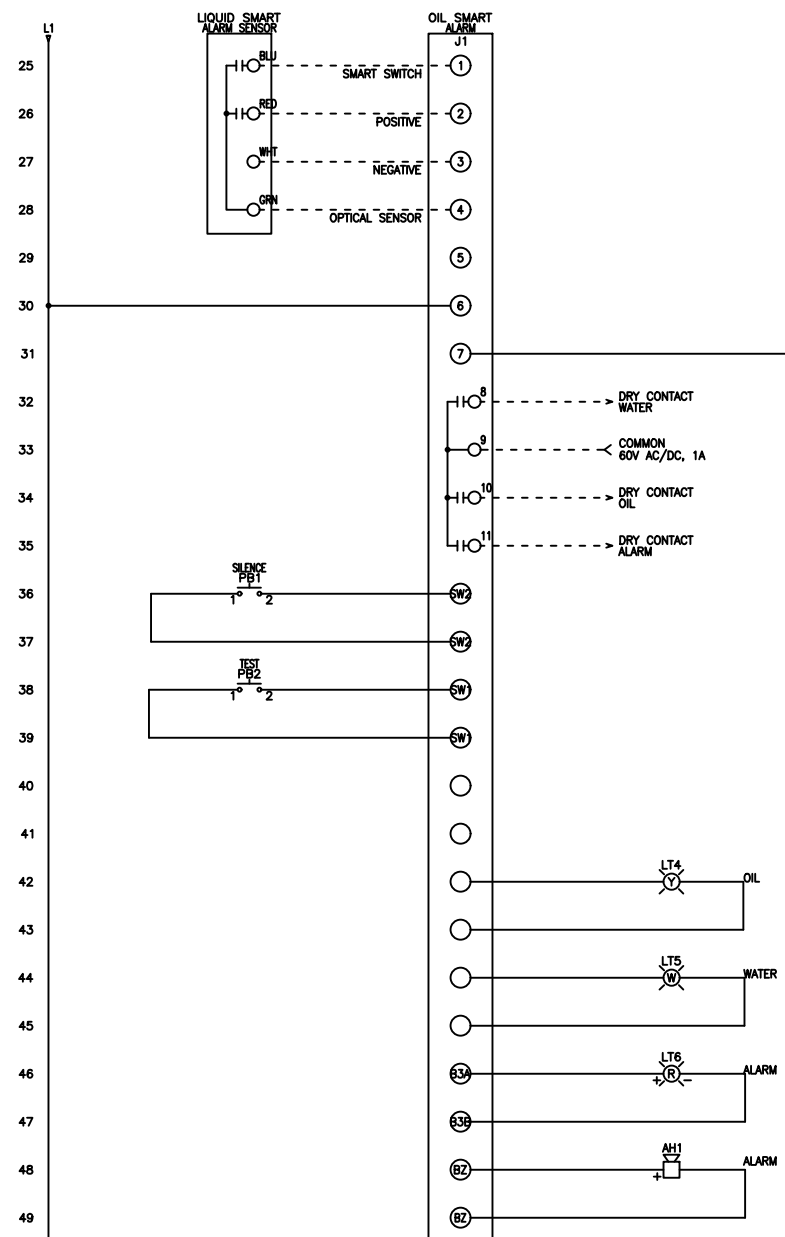 L1
LIQUID SMART
ALARM SENSOR
OIL SMART
ALARM
J1
25
BLU
SMART SWITCH
1
26
RED
POSITIVE
2
27
WHT
NEGATIVE
3
28
GRN
OPTICAL SENSOR
4
29
5
30
6
31
7
32
8
DRY CONTACT
WATER
33
9
COMMON
60V AC/DC, 1A
34
10
DRY CONTACT
OIL
35
11
DRY CONTACT
ALARM
SILENCE
PB1
36
1 2
SW2
37
SW2
TEST
PB2
38
1 2
SW1
39
SW1
40
41
LT4
42
Y
OIL
43
LT5
44
W
WATER
45
LT6
46
B3A
+ R -
ALARM
47
B3B
AH1
48
BZ
+
ALARM
49
BZ